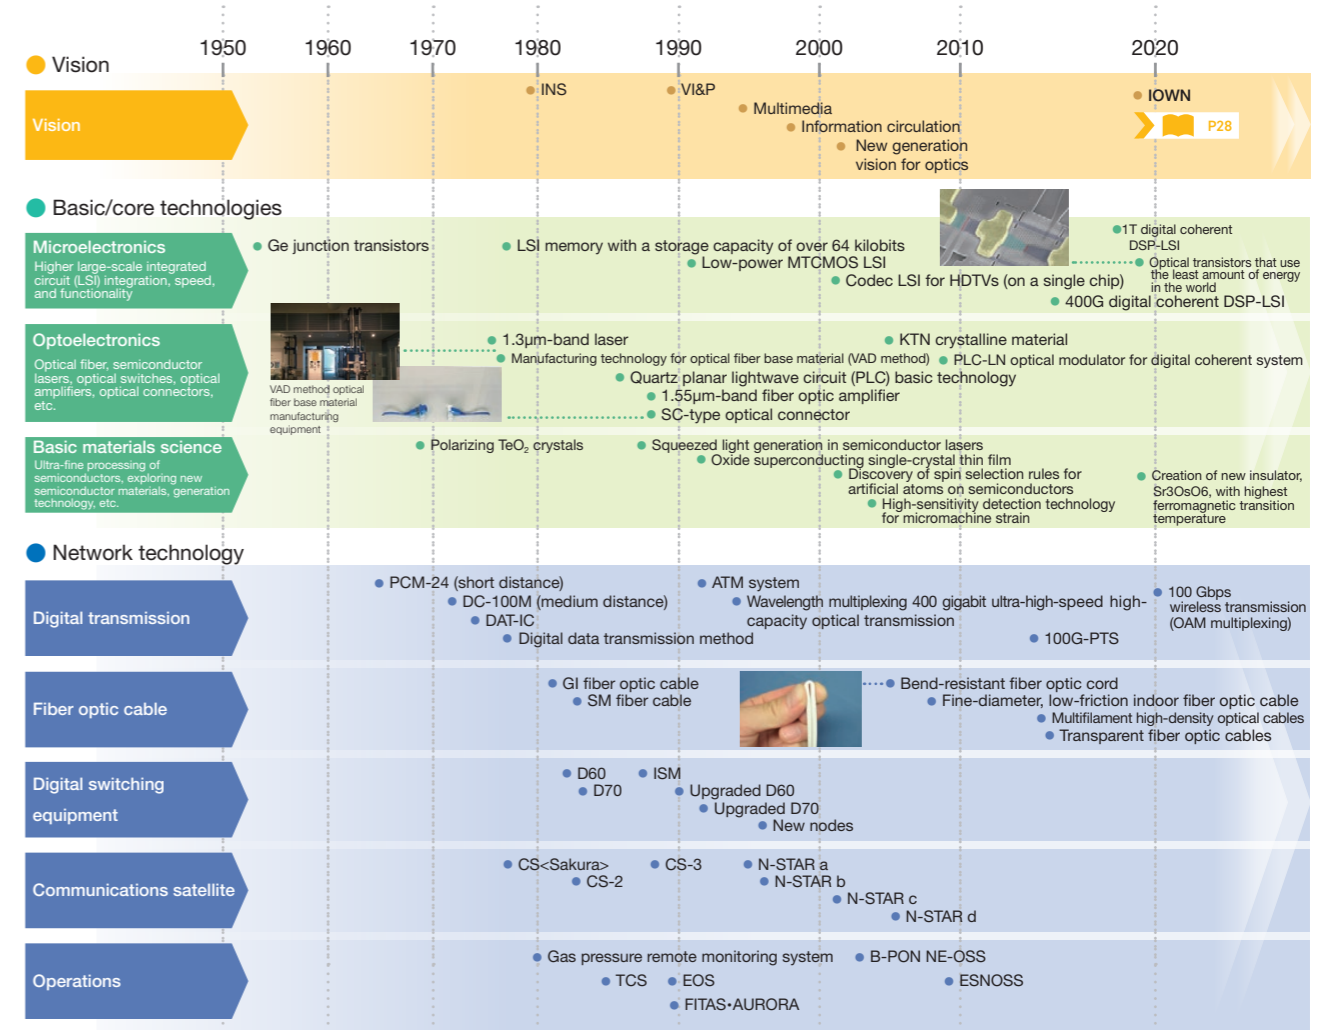 1950 1960 1970 1980 1990 2000 2010 2020
Vision
Vision
INS
VI&P
Multimedia
Information circulation
New generation
vision for optics
IOWN
P28
Basic/core technologies
Microelectronics
Higher large-scale integrated
circuit (LSI) integration, speed,
and functionality
Ge junction transistors
LSI memory with a storage capacity of over 64 kilobits
Low-power MTCMOS LSI
Codec LSI for HDTVs (on a single chip)
1T digital coherent
DSP-LSI
Optical transistors that use
the least amount of energy
in the world
400G digital coherent DSP-LSI
Optoelectronics
Optical fiber, semiconductor
lasers, optical switches, optical
amplifiers, optical connectors,
etc.
VAD method optical
fiber base material
manufacturing
equipment
1.3μm-band laser
Manufacturing technology for optical fiber base material (VAD method)
Quartz planar lightwave circuit (PLC) basic technology
1.55μm-band fiber optic amplifier
SC-type optical connector
KTN crystalline material
PLC-LN optical modulator for digital coherent system
Basic materials science
Ultra-fine processing of
semiconductors, exploring new
semiconductor materials, generation
technology, etc.
Polarizing TeO₂ crystals
Squeezed light generation in semiconductor lasers
Oxide superconducting single-crystal thin film
Discovery of spin selection rules for
artificial atoms on semiconductors
High-sensitivity detection technology
for micromachine strain
Creation of new insulator,
Sr3OsO6, with highest
ferromagnetic transition
temperature
Network technology
Digital transmission
PCM-24 (short distance)
DC-100M (medium distance)
DAT-IC
Digital data transmission method
ATM system
Wavelength multiplexing 400 gigabit ultra-high-speed high-
capacity optical transmission
100G-PTS
100 Gbps
wireless transmission
(OAM multiplexing)
Fiber optic cable
GI fiber optic cable
SM fiber cable
Bend-resistant fiber optic cord
Fine-diameter, low-friction indoor fiber optic cable
Multifilament high-density optical cables
Transparent fiber optic cables
Digital switching
equipment
D60
D70
ISM
Upgraded D60
Upgraded D70
New nodes
Communications satellite
CS<Sakura>
CS-2
CS-3
N-STAR a
N-STAR b
N-STAR c
N-STAR d
Operations
Gas pressure remote monitoring system
TCS
EOS
FITAS•AURORA
B-PON NE-OSS
ESNOSS